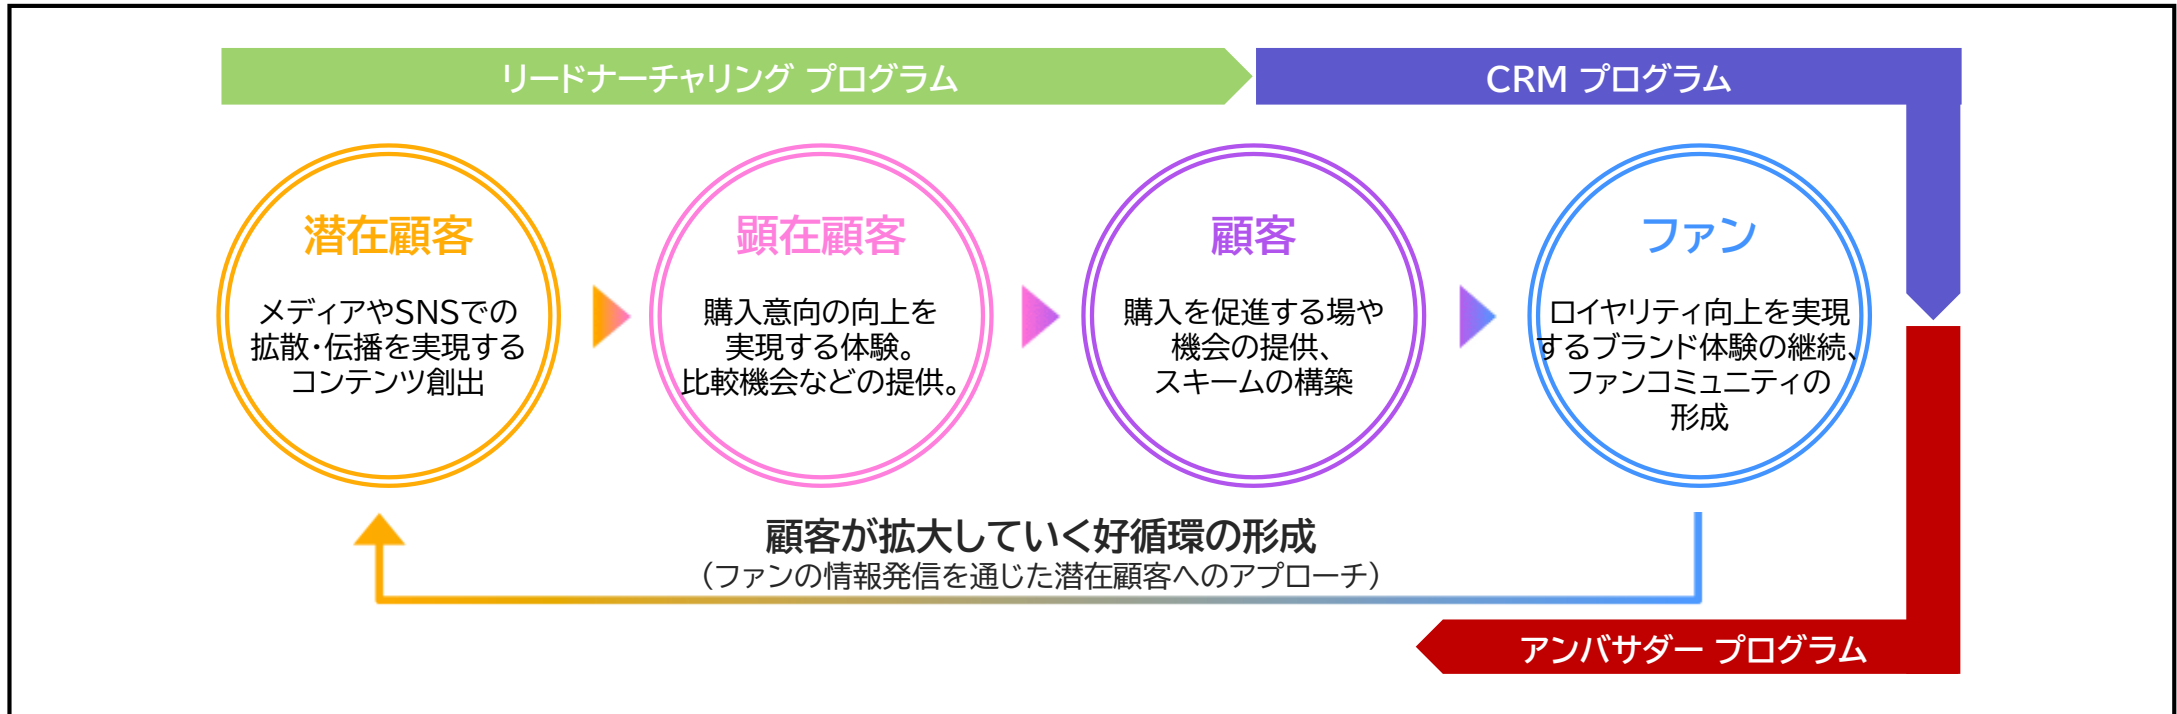 リードナーチャリング プログラム
CRM プログラム
潜在顧客
メディアやSNSでの
拡散・伝播を実現する
コンテンツ創出
顕在顧客
購入意向の向上を
実現する体験。
比較機会などの提供。
顧客
購入を促進する場や
機会の提供、
スキームの構築
ファン
ロイヤリティ向上を実現
するブランド体験の継続、
ファンコミュニティの
形成
顧客が拡大していく好循環の形成
（ファンの情報発信を通じた潜在顧客へのアプローチ）
アンバサダー プログラム